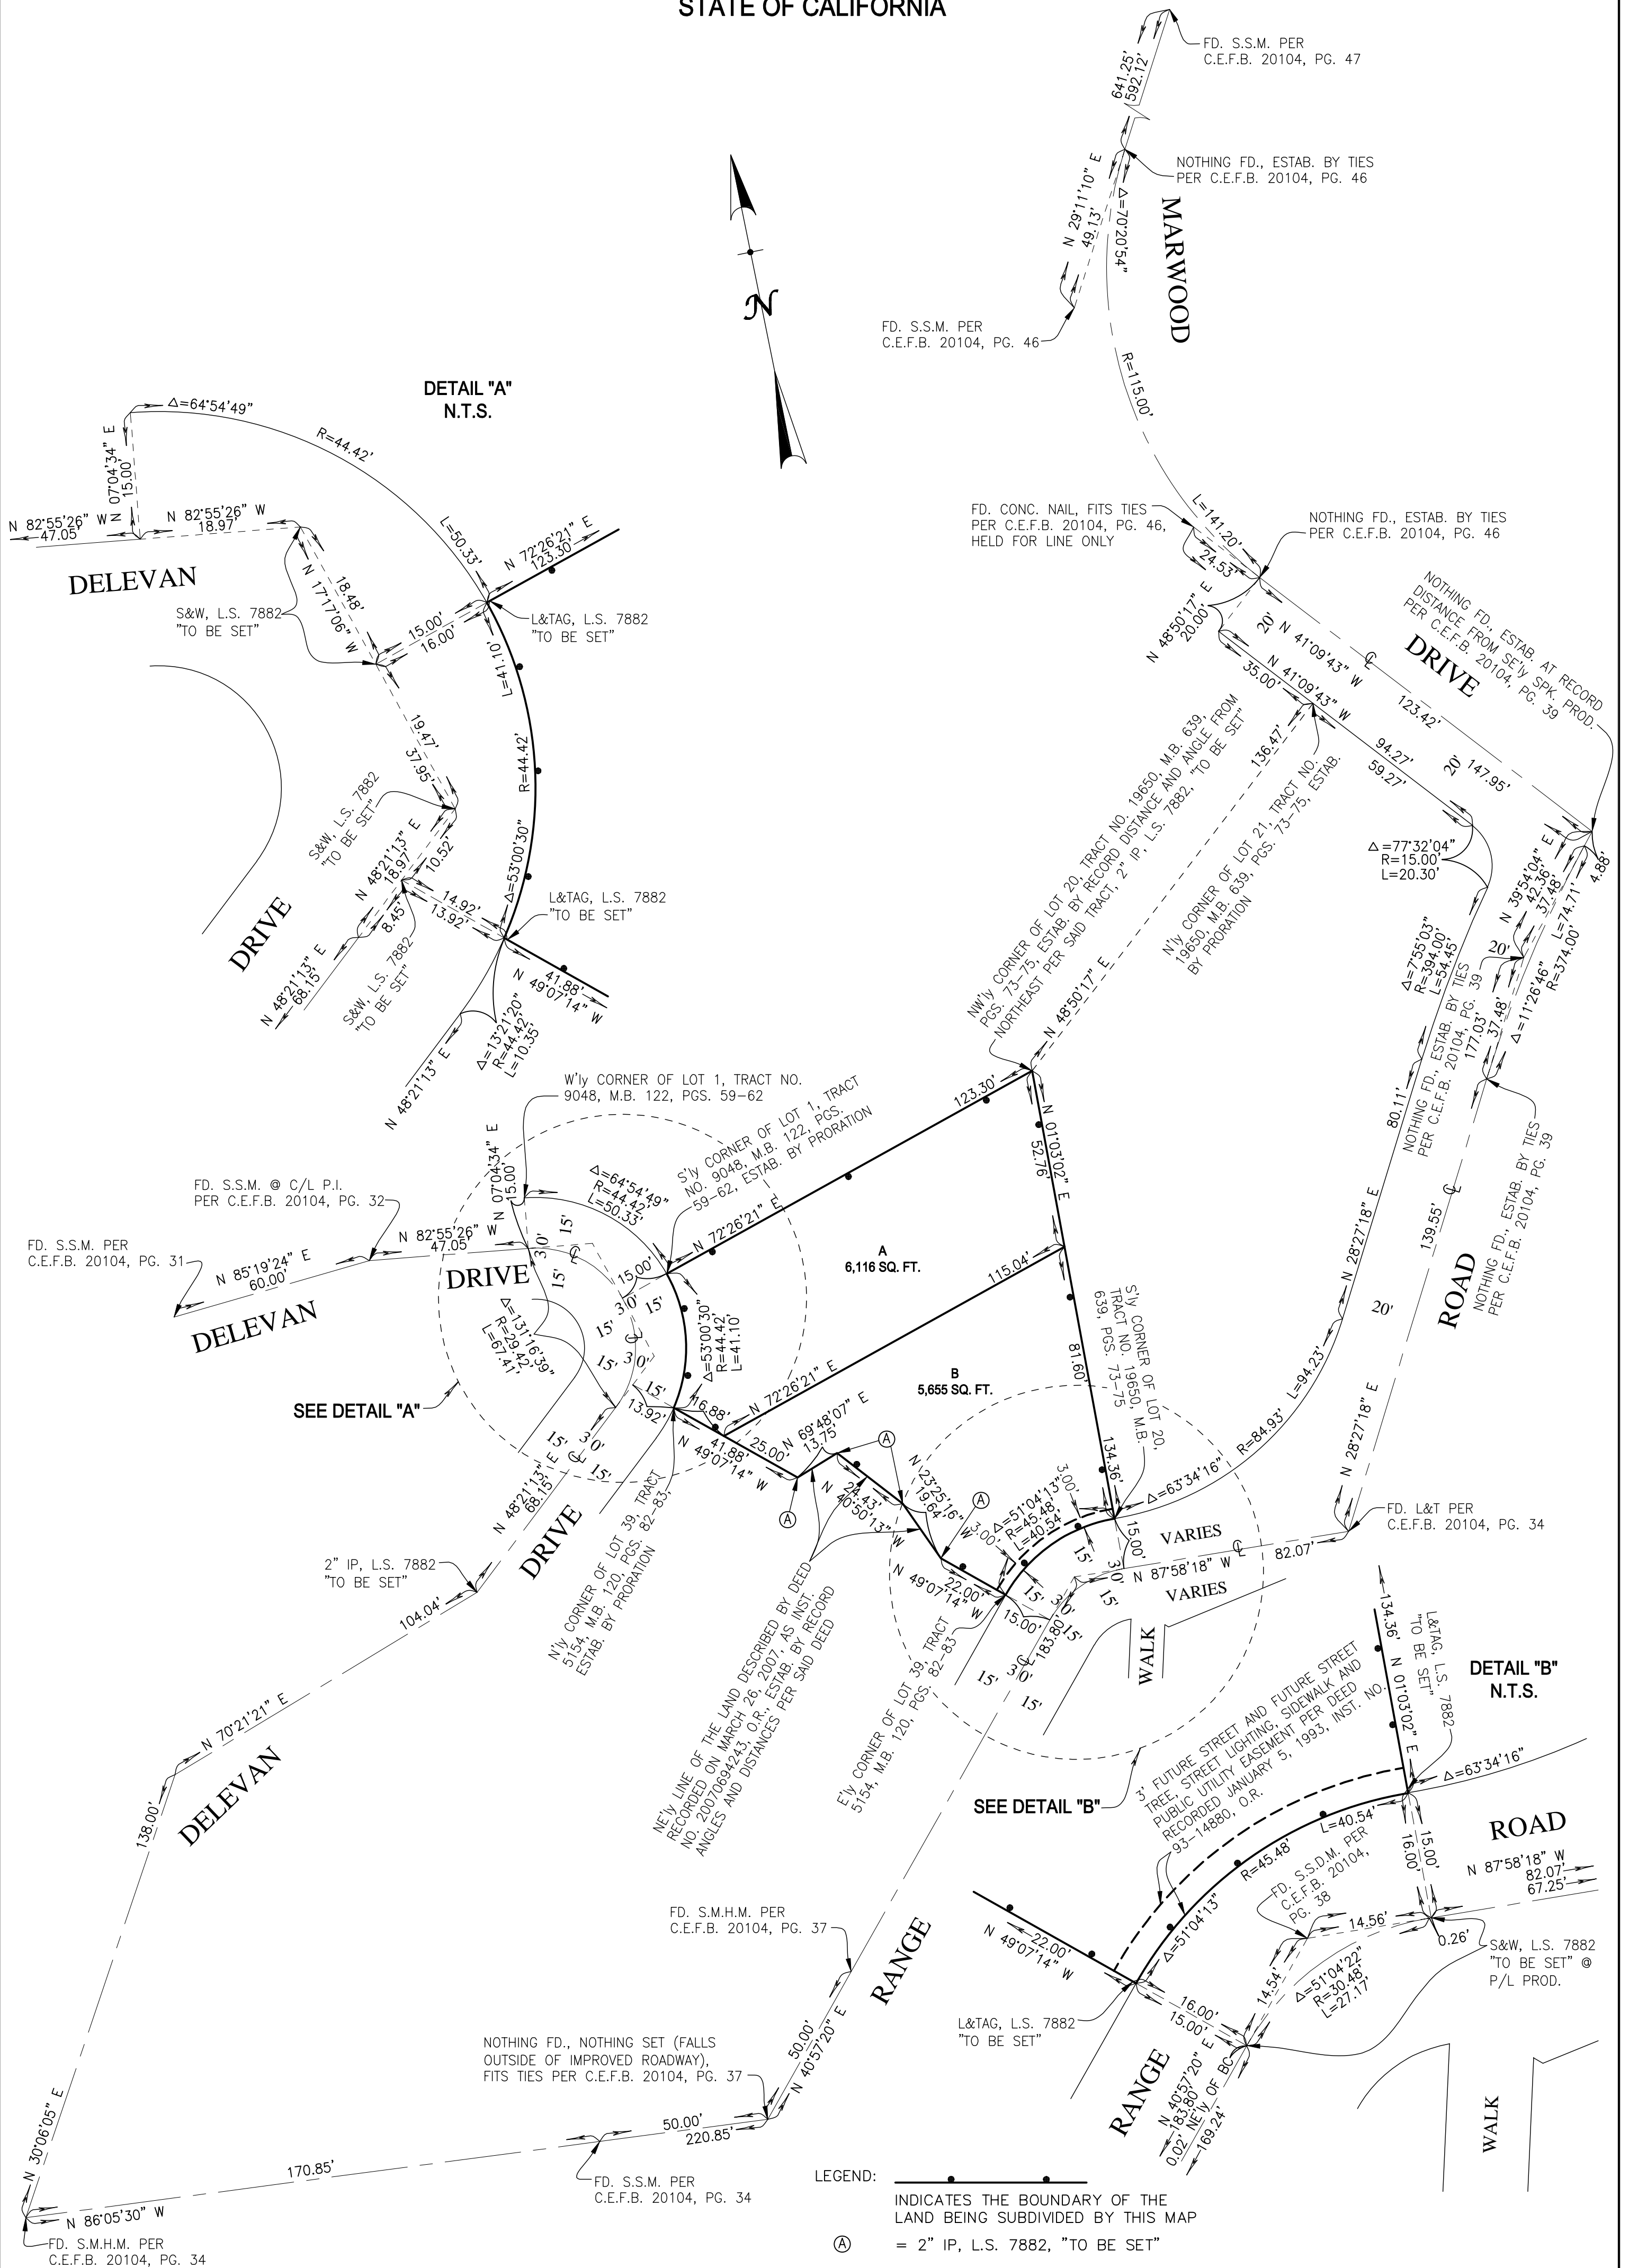 STATE OF CALIFORNIA
FD. S.S.M. PER
C.E.F.B. 20104, PG. 47
641.25'
592.12'
NOTHING FD., ESTAB. BY TIES
PER C.E.F.B. 20104, PG. 46
N 29°11'10" E
49.13'
Δ=70°20'54"
MARWOOD
FD. S.S.M. PER
C.E.F.B. 20104, PG. 46
R=115.00'
L=141.20'
FD. CONC. NAIL, FITS TIES
PER C.E.F.B. 20104, PG. 46,
HELD FOR LINE ONLY
24.53'
NOTHING FD., ESTAB. BY TIES
PER C.E.F.B. 20104, PG. 46
N 48°50'17" E
20.00'
20'
N 41°09'43" W
DRIVE
NOTHING FD., ESTAB. AT RECORD
DISTANCE FROM SE'ly SPK. PROD.
PER C.E.F.B. 20104, PG. 39
N 41°09'43" W
35.00'
123.42'
147.95'
94.27'
59.27'
20'
DETAIL "A"
N.T.S.
N
Δ=64°54'49"
R=44.42'
L=50.33'
N 07°04'34" E
15.00'
N 82°55'26" W
47.05'
N 82°55'26" W
18.97'
DELEVAN
N 72°26'21" E
123.30'
18.48'
N 17°17'06" W
S&W, L.S. 7882
"TO BE SET"
15.00'
16.00'
L&TAG, L.S. 7882
"TO BE SET"
L=41.10'
R=44.42'
Δ=53°00'30"
19.47'
37.95'
S&W, L.S. 7882
"TO BE SET"
N 48°21'13" E
18.97'
10.52'
8.45'
14.92'
13.92'
L&TAG, L.S. 7882
"TO BE SET"
DRIVE
N 48°21'13" E
68.15'
S&W, L.S. 7882
"TO BE SET"
41.88'
N 49°07'14" W
Δ=13°21'20"
R=44.42'
L=10.35'
N 48°21'13" E
136.47'
NW'ly CORNER OF LOT 20, TRACT NO. 19650, M.B. 639,
PGS. 73-75, ESTAB. BY RECORD DISTANCE AND ANGLE FROM
NORTHEAST PER SAID TRACT, 2" IP, L.S. 7882, "TO BE SET"
N 48°50'17" E
N'ly CORNER OF LOT 21, TRACT NO.
19650, M.B. 639, PGS. 73-75, ESTAB.
BY PRORATION
Δ=77°32'04"
R=15.00'
L=20.30'
N 39°54'04" E
42.36'
37.48'
4.88'
L=74.71'
R=374.00'
Δ=11°26'46"
20'
Δ=7°55'03"
R=394.00'
L=54.45'
NOTHING FD., ESTAB. BY TIES
PER C.E.F.B. 20104, PG. 39
37.48'
177.03'
80.11'
N 28°27'18" E
139.55'
NOTHING FD., ESTAB. BY TIES
PER C.E.F.B. 20104, PG. 39
ROAD
20'
N 28°27'18" E
W'ly CORNER OF LOT 1, TRACT NO.
9048, M.B. 122, PGS. 59-62
S'ly CORNER OF LOT 1, TRACT
NO. 9048, M.B. 122, PGS.
59-62, ESTAB. BY PRORATION
123.30'
N 01°03'02" E
52.76'
FD. S.S.M. @ C/L P.I.
PER C.E.F.B. 20104, PG. 32
N 07°04'34" E
15.00'
Δ=64°54'49"
R=44.42'
L=50.33'
FD. S.S.M. PER
C.E.F.B. 20104, PG. 31
N 85°19'24" E
60.00'
N 82°55'26" W
47.05'
30'
15'
15'
N 72°26'21" E
A
6,116 SQ. FT.
DELEVAN
DRIVE
15.00'
30'
15'
15'
Δ=53°00'30"
R=44.42'
L=41.10'
115.04'
Δ=131°16'39"
R=29.42'
L=67.41'
15'
30'
15'
SEE DETAIL "A"
13.92'
16.88'
N 72°26'21" E
B
5,655 SQ. FT.
81.60'
S'ly CORNER OF LOT 20,
TRACT NO. 19650, M.B.
639, PGS. 73-75
L=94.23'
R=84.93'
Δ=63°34'16"
15'
30'
15'
41.88'
N 49°07'14" W
25.00'
N 69°48'07" E
13.75'
A
A
24.43'
N 40°50'13" W
N 23°25'16" W
19.64'
A
134.36'
N 48°21'13" E
68.15'
DRIVE
N'ly CORNER OF LOT 39, TRACT
5154, M.B. 120, PGS. 82-83,
ESTAB. BY PRORATION
2" IP, L.S. 7882
"TO BE SET"
104.04'
Δ=51°04'13"
R=45.48'
L=40.54'
3.00'
3.00'
22.00'
N 49°07'14" W
15.00'
15'
30'
15'
15.00'
VARIES
N 87°58'18" W
82.07'
VARIES
FD. L&T PER
C.E.F.B. 20104, PG. 34
30'
15'
15'
183.80'
WALK
15'
30'
15'
NE'ly LINE OF THE LAND DESCRIBED BY DEED
RECORDED ON MARCH 26, 2007, AS INST.
NO. 20070694243, O.R., ESTAB. BY RECORD
ANGLES AND DISTANCES PER SAID DEED
E'ly CORNER OF LOT 39, TRACT
5154, M.B. 120, PGS. 82-83
SEE DETAIL "B"
N 70°21'21" E
DELEVAN
138.00'
N 30°06'05" E
FD. S.M.H.M. PER
C.E.F.B. 20104, PG. 37
RANGE
50.00'
N 40°57'20" E
NOTHING FD., NOTHING SET (FALLS
OUTSIDE OF IMPROVED ROADWAY),
FITS TIES PER C.E.F.B. 20104, PG. 37
50.00'
220.85'
170.85'
N 86°05'30" W
FD. S.S.M. PER
C.E.F.B. 20104, PG. 34
FD. S.M.H.M. PER
C.E.F.B. 20104, PG. 34
DETAIL "B"
N.T.S.
134.36'
N 01°03'02" E
L&TAG, L.S. 7882
"TO BE SET"
3' FUTURE STREET AND FUTURE STREET
TREE, STREET LIGHTING, SIDEWALK AND
PUBLIC UTILITY EASEMENT PER DEED
RECORDED JANUARY 5, 1993, INST. NO.
93-14880, O.R.
Δ=63°34'16"
L=40.54'
R=45.48'
Δ=51°04'13"
15.00'
16.00'
ROAD
N 87°58'18" W
82.07'
67.25'
FD. S.S.D.M. PER
C.E.F.B. 20104,
PG. 38
14.56'
0.26'
S&W, L.S. 7882
"TO BE SET" @
P/L PROD.
22.00'
N 49°07'14" W
14.54'
Δ=51°04'22"
R=30.48'
L=27.17'
16.00'
15.00'
L&TAG, L.S. 7882
"TO BE SET"
RANGE
N 40°57'20" E
183.80'
0.02' NE'ly OF BC
169.24'
WALK
LEGEND:
INDICATES THE BOUNDARY OF THE
LAND BEING SUBDIVIDED BY THIS MAP
A = 2" IP, L.S. 7882, "TO BE SET"